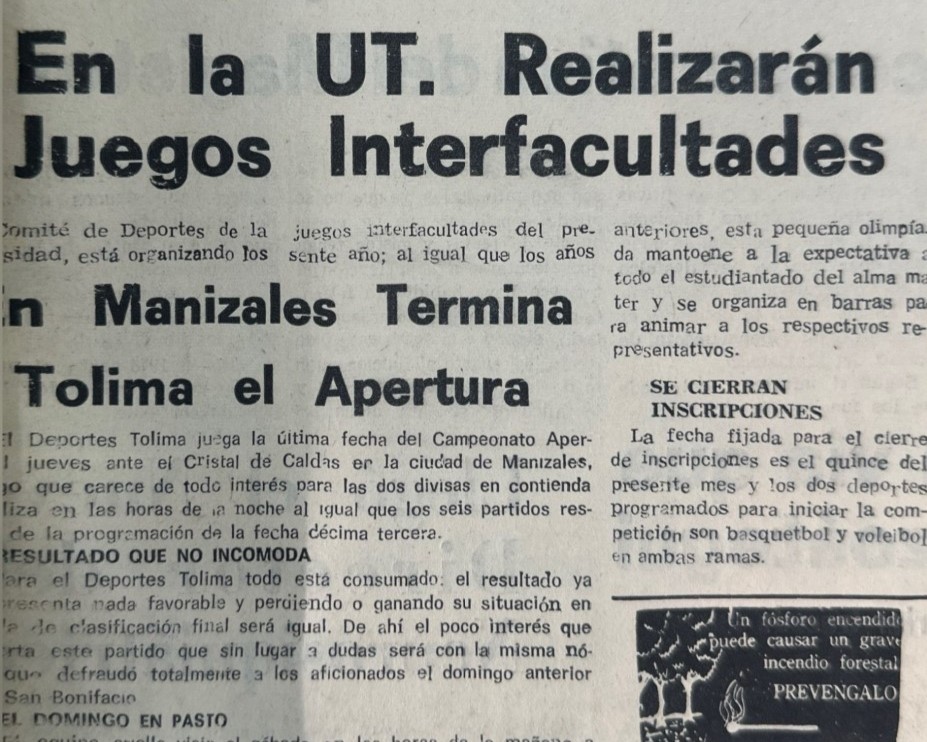 En la UT. Realizarán
Juegos Interfacultades
Comité de Deportes de la
sidad, está organizando los
juegos interfacultades del pre-
sente año; al igual que los años
anteriores, esta pequeña olimpía-
da mantoene a la expectativa a
todo el estudiantado del alma ma
ter y se organiza en barras pa
ra animar a los respectivos re-
presentativos.
SE CIERRAN
INSCRIPCIONES
La fecha fijada para el cierre
de inscripciones es el quince del
presente mes y los dos deportes
programados para iniciar la com-
petición son basquetbol y voleibol
en ambas ramas.
En Manizales Termina
Tolima el Apertura
El Deportes Tolima juega la última fecha del Campeonato Aper-
l jueves ante el Cristal de Caldas en la ciudad de Manizales,
go que carece de todo interés para las dos divisas en contienda
liza en las horas de la noche al igual que los seis partidos res-
de la programación de la fecha décima tercera.
RESULTADO QUE NO INCOMODA
Para el Deportes Tolima todo está consumado: el resultado ya
resenta nada favorable y perdiendo o ganando su situación en
la de clasificación final será igual. De ahí el poco interés que
rta este partido que sin lugar a dudas será con la misma nó-
que defraudó totalmente a los aficionados el domingo anterior
San Bonifacio
EL DOMINGO EN PASTO
Un fósforo encendido
puede causar un grave
incendio forestal
PREVENGALO